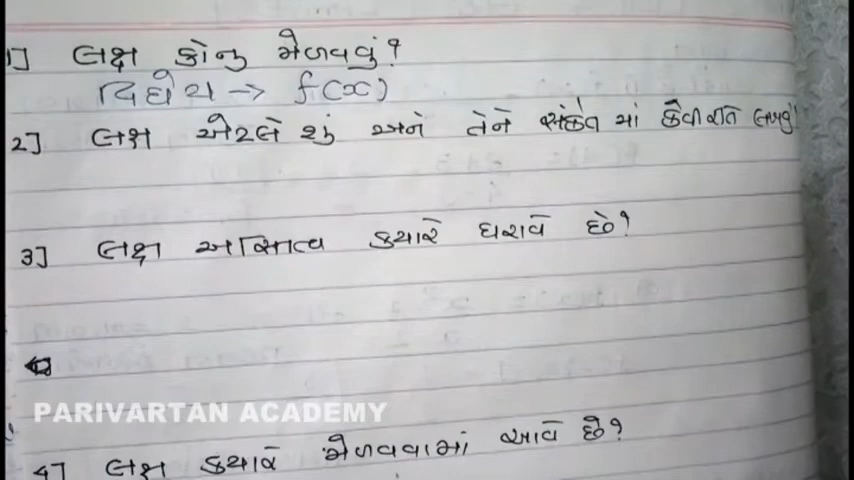 1] લક્ષ કોનુ મેળવવું?
વિધેય → f(x)
2] લક્ષ એટલે શું અને તેને સંકેત માં કેવીરીતે લખવું?
3] લક્ષ અસ્તિત્વ ક્યારે ધરાવે છે?
PARIVARTAN ACADEMY
4] લક્ષ ક્યારે મેળવવામાં આવે છે?